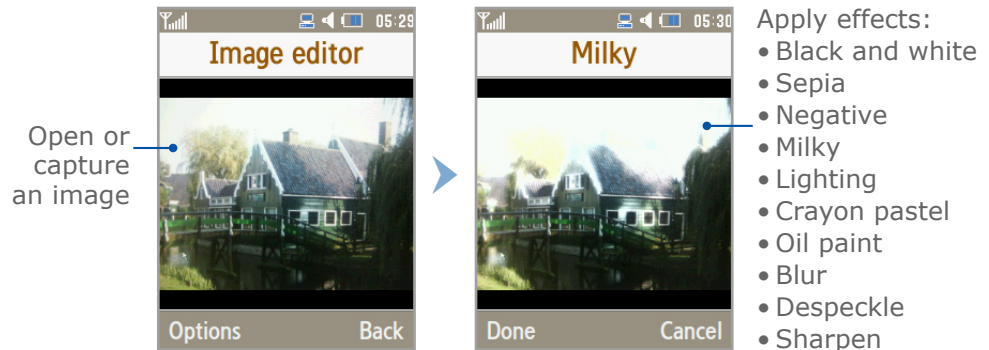 Open or
capture
an image
05:29
Image editor
Options Back
05:30
Milky
Done Cancel
Apply effects:
• Black and white
• Sepia
• Negative
• Milky
• Lighting
• Crayon pastel
• Oil paint
• Blur
• Despeckle
• Sharpen